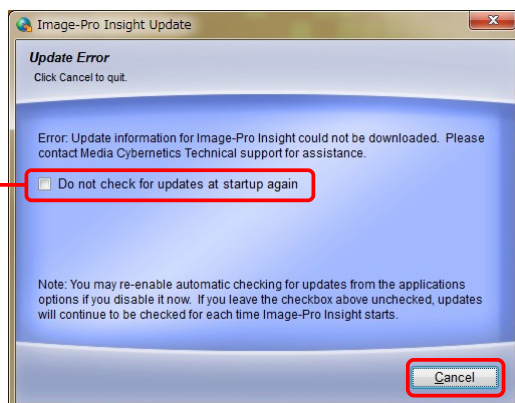 Image-Pro Insight Update
Update Error
Click Cancel to quit.
Error: Update information for Image-Pro Insight could not be downloaded. Please
contact Media Cybernetics Technical support for assistance.
Do not check for updates at startup again
Note: You may re-enable automatic checking for updates from the applications
options if you disable it now. If you leave the checkbox above unchecked, updates
will continue to be checked for each time Image-Pro Insight starts.
Cancel